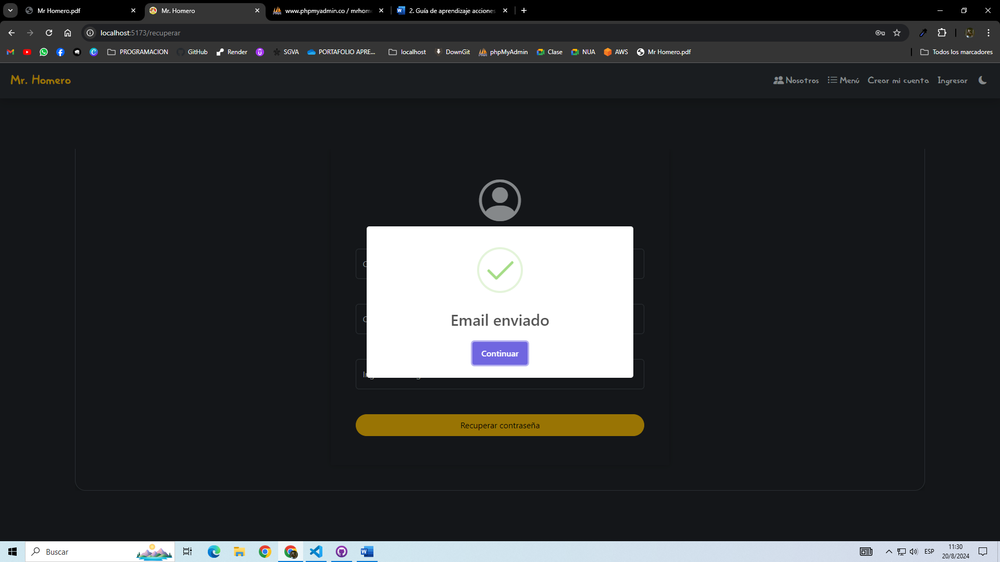 Mr Homero.pdf
Mr. Homero
www.phpmyadmin.co / mrhom
2. Guía de aprendizaje acciones
localhost:5173/recuperar
PROGRAMACION
GitHub
Render
SGVA
PORTAFOLIO APRE...
localhost
DownGit
phpMyAdmin
Clase
NUA
AWS
Mr Homero.pdf
Todos los marcadores
Mr. Homero
Nosotros
Menú
Crear mi cuenta
Ingresar
Email enviado
Continuar
Recuperar contraseña
Buscar
ESP
11:30
20/8/2024